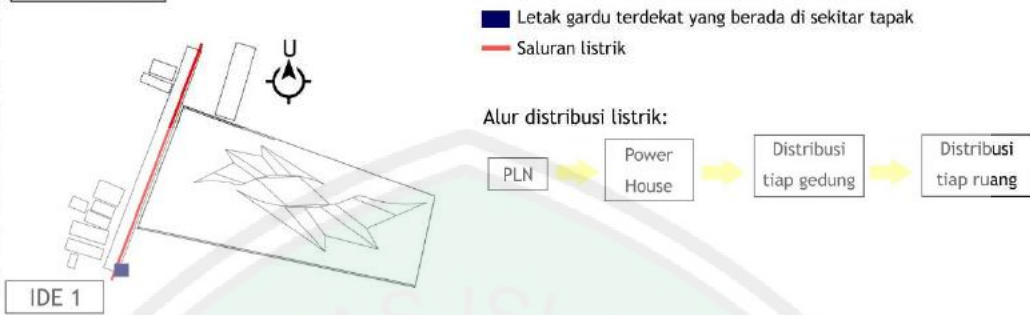 Letak gardu terdekat yang berada di sekitar tapak
Saluran listrik
U
Alur distribusi listrik:
PLN
Power
House
Distribusi
tiap gedung
Distribusi
tiap ruang
IDE 1